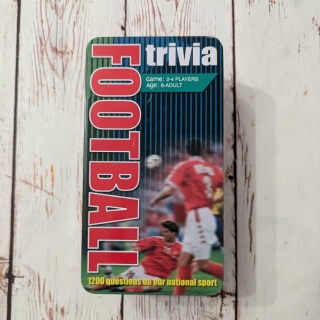 trivia
Game: 2-4 PLAYERS
Age: 8-ADULT
FOOTBALL
1200 questions on our national sport